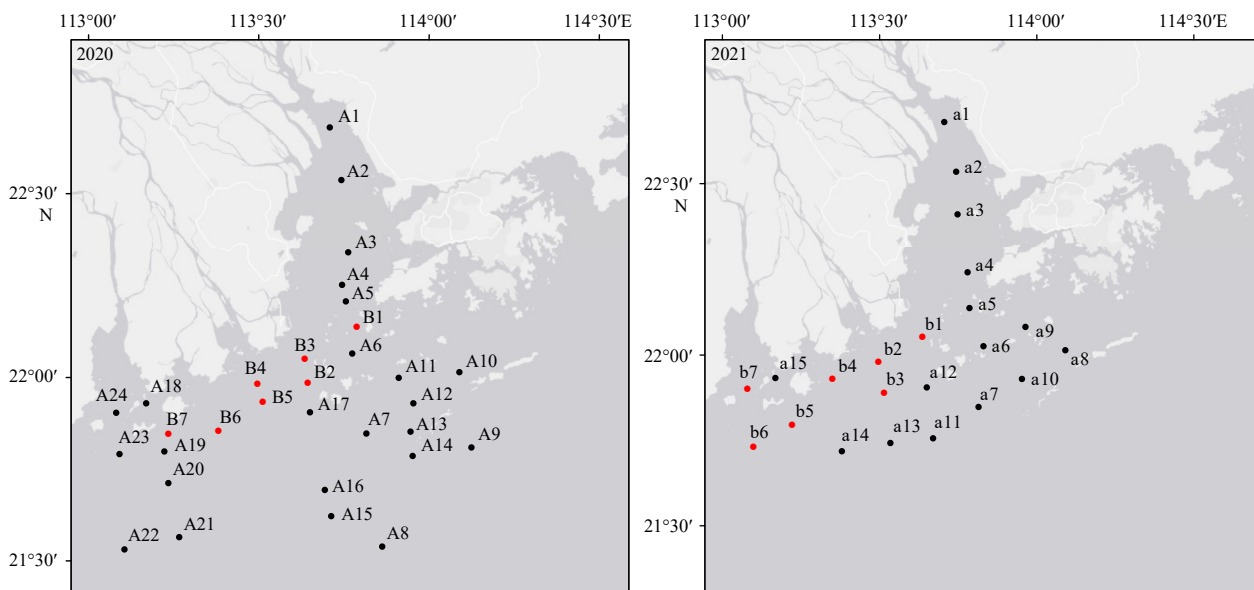 113°00′ 113°30′ 114°00′ 114°30′E
2020
22°30′
N
22°00′
21°30′
A1
A2
A3
A4
A5
B1
B3
A6
B4
B2
A11
A10
A24
A18
B5
A12
B7
B6
A17
A7
A13
A23
A19
A14
A9
A20
A16
A15
A22
A21
A8
113°00′ 113°30′ 114°00′ 114°30′E
2021
22°30′
N
22°00′
21°30′
a1
a2
a3
a4
a5
b1
a9
a6
b2
a8
b7
a15
b4
b3
a12
a10
a7
b5
b6
a14
a13
a11